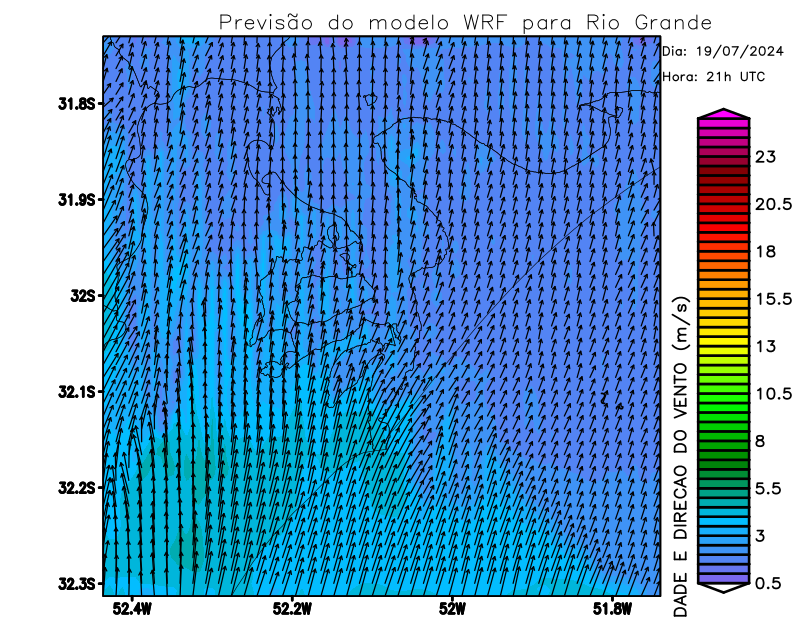 Previsão do modelo WRF para Rio Grande
Dia: 19/07/2024
Hora: 21h UTC
31.8S
31.9S
32S
32.1S
32.2S
32.3S
52.4W
52.2W
52W
51.8W
23
20.5
18
15.5
13
10.5
8
5.5
3
0.5
DADE E DIRECAO DO VENTO (m/s)